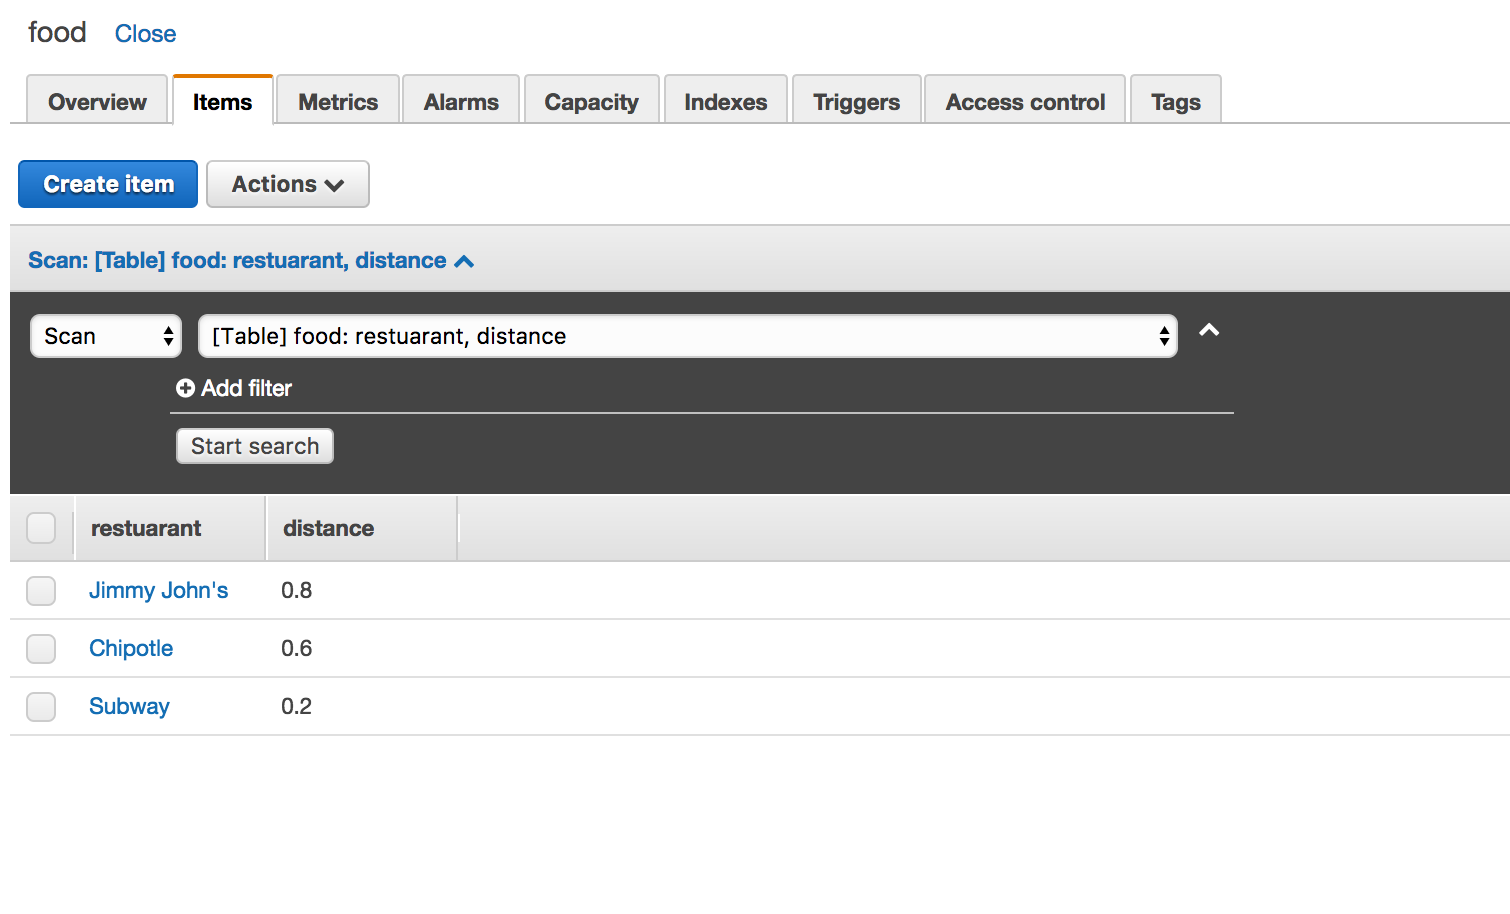 food Close
Overview Items Metrics Alarms Capacity Indexes Triggers Access control Tags
Create item Actions
Scan: [Table] food: restuarant, distance
Scan [Table] food: restuarant, distance
Add filter
Start search
restuarant distance
Jimmy John's 0.8
Chipotle 0.6
Subway 0.2